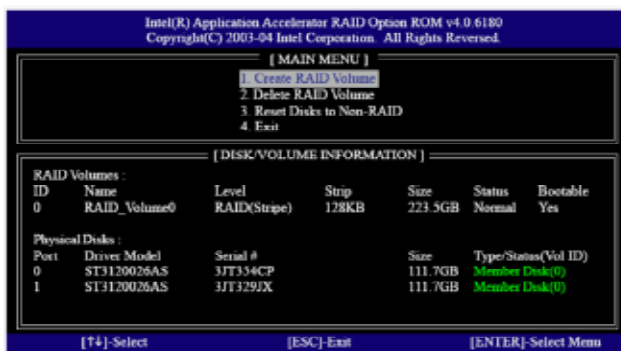 Intel(R) Application Accelerator RAID Option ROM v4.0.6180
Copyright(C) 2003-04 Intel Corporation. All Rights Reversed.
[ MAIN MENU ]
1. Create RAID Volume
2. Delete RAID Volume
3. Reset Disks to Non-RAID
4. Exit
[ DISK/VOLUME INFORMATION ]
RAID Volumes :
ID Name Level Strip Size Status Bootable
0 RAID_Volume0 RAID(Stripe) 128KB 223.5GB Normal Yes
Physical Disks :
Port Driver Model Serial # Size Type/Status(Vol ID)
0 ST3120026AS 3JT354CP 111.7GB Member Disk(0)
1 ST3120026AS 3JT329JX 111.7GB Member Disk(0)
[↑↓]-Select [ESC]-Exit [ENTER]-Select Menu